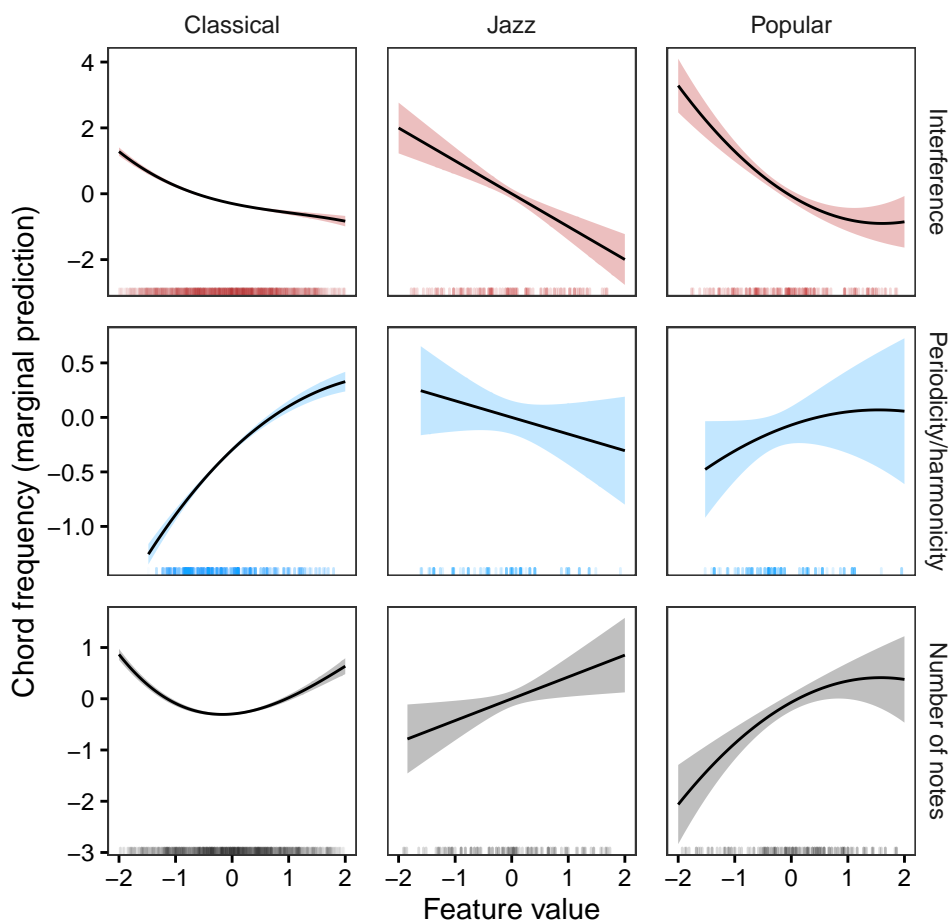 Classical Jazz Popular
4
2
0
−2
Interference
0.5
0.0
−0.5
−1.0
Periodicity/harmonicity
1
0
−1
−2
−3
Number of notes
−2 −1 0 1 2 −2 −1 0 1 2 −2 −1 0 1 2
Feature value
Chord frequency (marginal prediction)